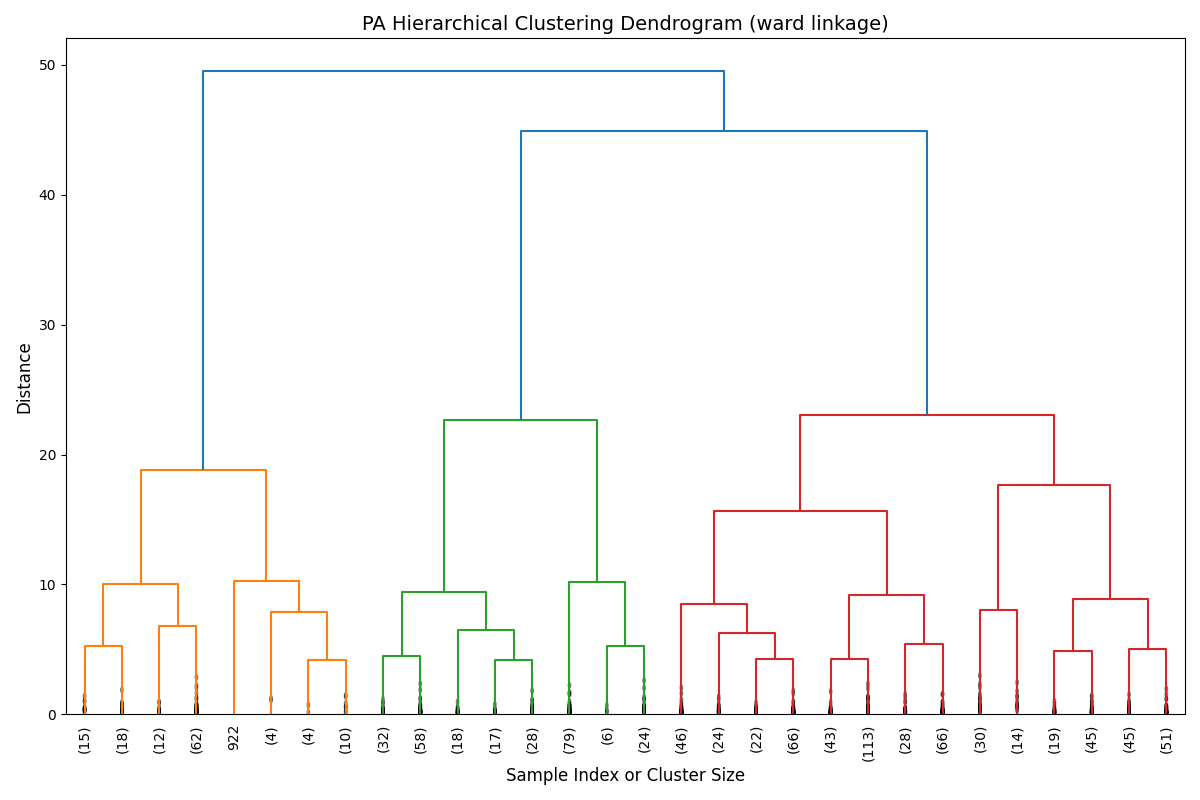 PA Hierarchical Clustering Dendrogram (ward linkage)
50
40
30
20
10
0
Distance
(15) (18) (12) (62) 922 (4) (4) (10) (32) (58) (18) (17) (28) (79) (6) (24) (46) (24) (22) (66) (43) (113) (28) (66) (30) (14) (19) (45) (45) (51)
Sample Index or Cluster Size